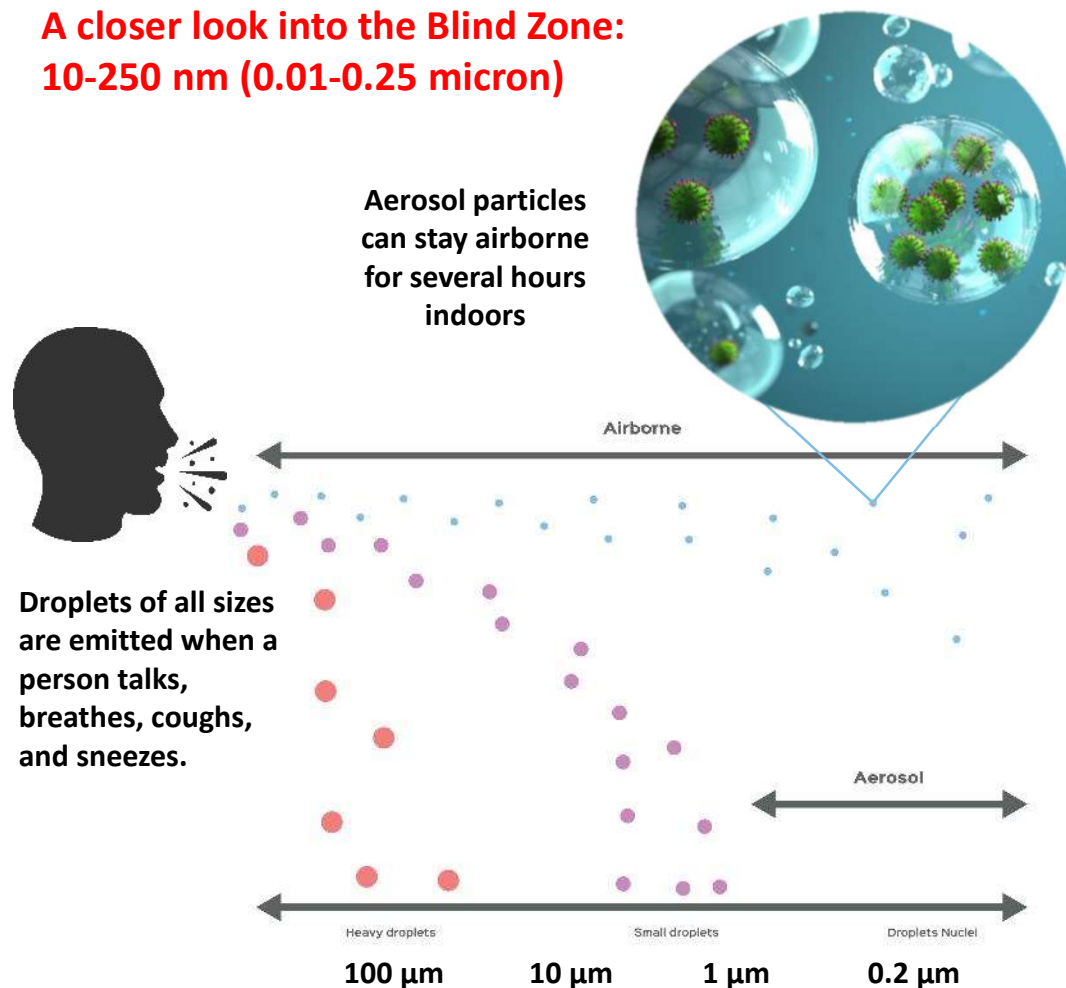 A closer look into the Blind Zone:
10-250 nm (0.01-0.25 micron)
Aerosol particles
can stay airborne
for several hours
indoors
Airborne
Droplets of all sizes
are emitted when a
person talks,
breathes, coughs,
and sneezes.
Aerosol
Heavy droplets
Small droplets
Droplets Nuclei
100 µm
10 µm
1 µm
0.2 µm